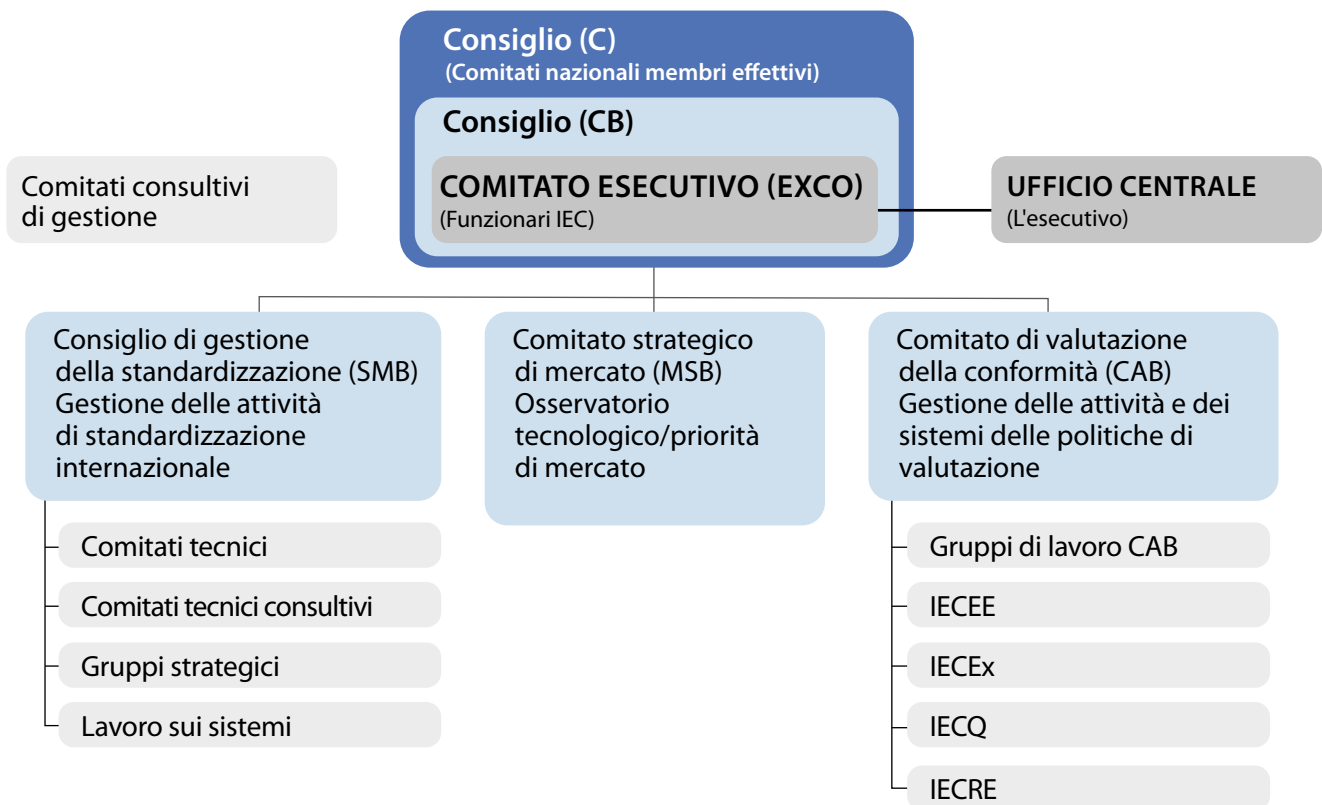 Consiglio (C)
(Comitati nazionali membri effettivi)
Consiglio (CB)
COMITATO ESECUTIVO (EXCO)
(Funzionari IEC)
Comitati consultivi
di gestione
UFFICIO CENTRALE
(L'esecutivo)
Consiglio di gestione
della standardizzazione (SMB)
Gestione delle attività
di standardizzazione
internazionale
Comitati tecnici
Comitati tecnici consultivi
Gruppi strategici
Lavoro sui sistemi
Comitato strategico
di mercato (MSB)
Osservatorio
tecnologico/priorità
di mercato
Comitato di valutazione
della conformità (CAB)
Gestione delle attività e dei
sistemi delle politiche di
valutazione
Gruppi di lavoro CAB
IECEE
IECEx
IECQ
IECRE